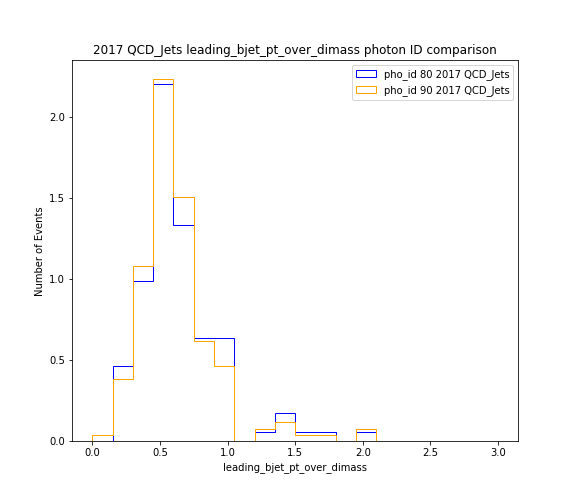 2017 QCD_Jets leading_bjet_pt_over_dimass photon ID comparison
pho_id 80 2017 QCD_Jets
pho_id 90 2017 QCD_Jets
Number of Events
2.0
1.5
1.0
0.5
0.0
0.0 0.5 1.0 1.5 2.0 2.5 3.0
leading_bjet_pt_over_dimass